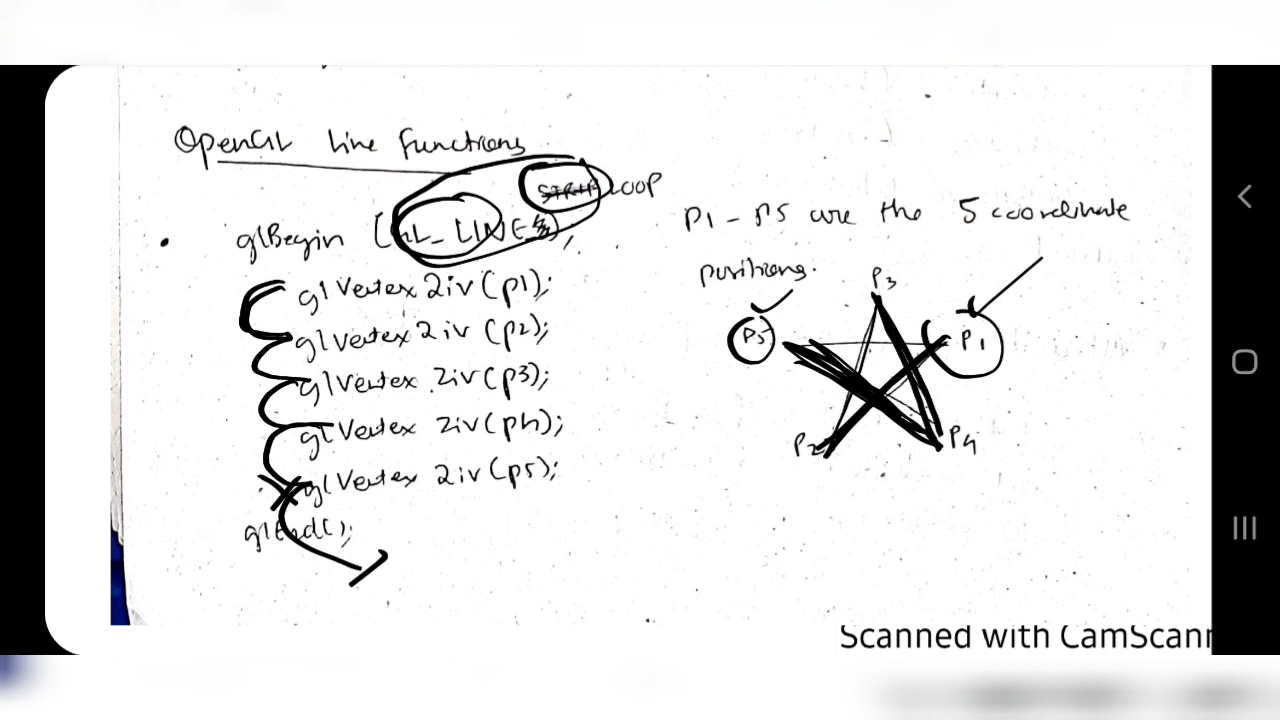 OpenGL Line Functions
STRIP LOOP
glBegin (GL_LINES);
glVertex2iv(p1);
glVertex2iv(p2);
glVertex2iv(p3);
glVertex2iv(p4);
glVertex2iv(p5);
glEnd();
P1 - P5 are the 5 coordinate
positions.
P3
P5
P1
P2
P4
Scanned with CamScann